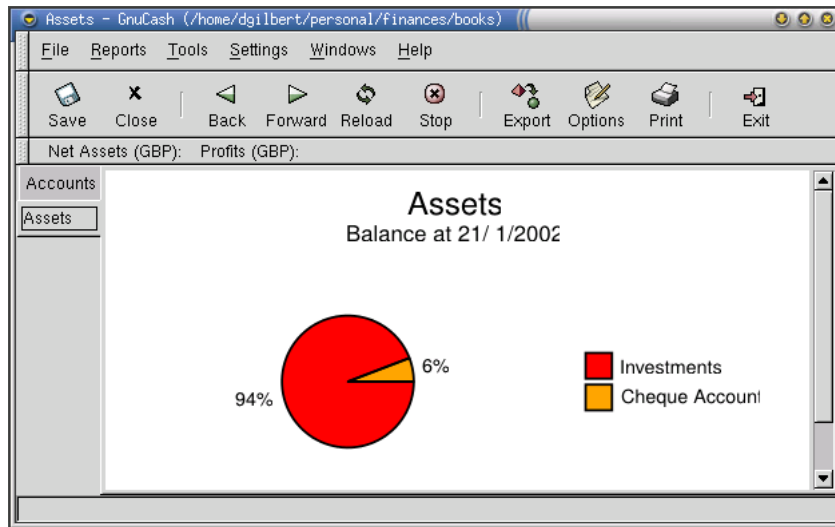 Assets - GnuCash (/home/dgilbert/personal/finances/books)
File Reports Tools Settings Windows Help
Save Close Back Forward Reload Stop Export Options Print Exit
Net Assets (GBP): Profits (GBP):
Accounts
Assets
Assets
Balance at 21/ 1/2002
6%
94%
Investments
Cheque Account